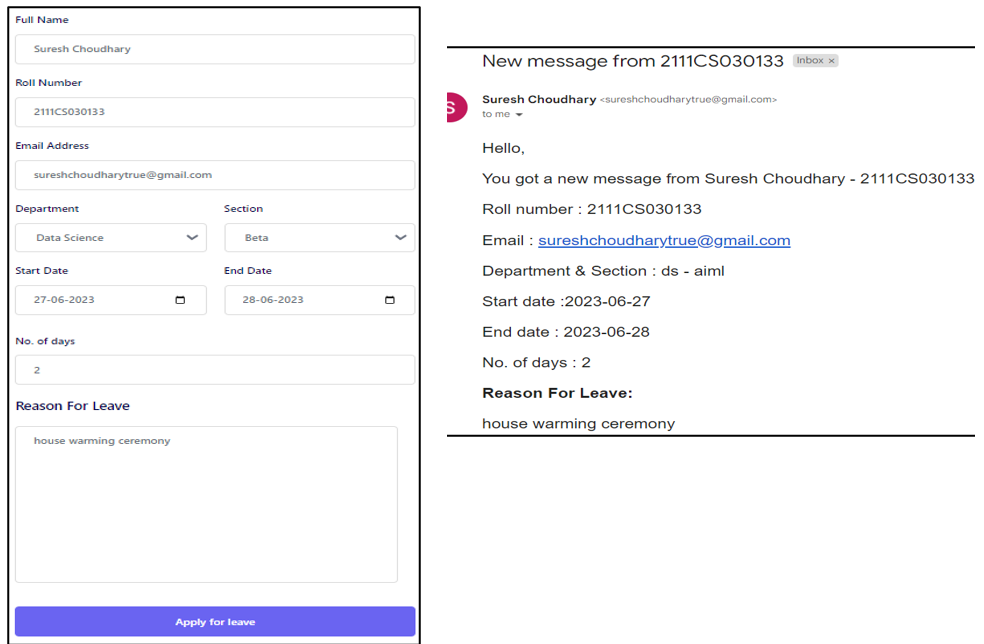 Full Name
Suresh Choudhary
Roll Number
2111CS030133
Email Address
sureshchoudharytrue@gmail.com
Department Section
Data Science Beta
Start Date End Date
27-06-2023 28-06-2023
No. of days
2
Reason For Leave
house warming ceremony
Apply for leave
New message from 2111CS030133 Inbox ×
S
Suresh Choudhary <sureshchoudharytrue@gmail.com>
to me
Hello,
You got a new message from Suresh Choudhary - 2111CS030133
Roll number : 2111CS030133
Email : sureshchoudharytrue@gmail.com
Department & Section : ds - aiml
Start date :2023-06-27
End date : 2023-06-28
No. of days : 2
Reason For Leave:
house warming ceremony